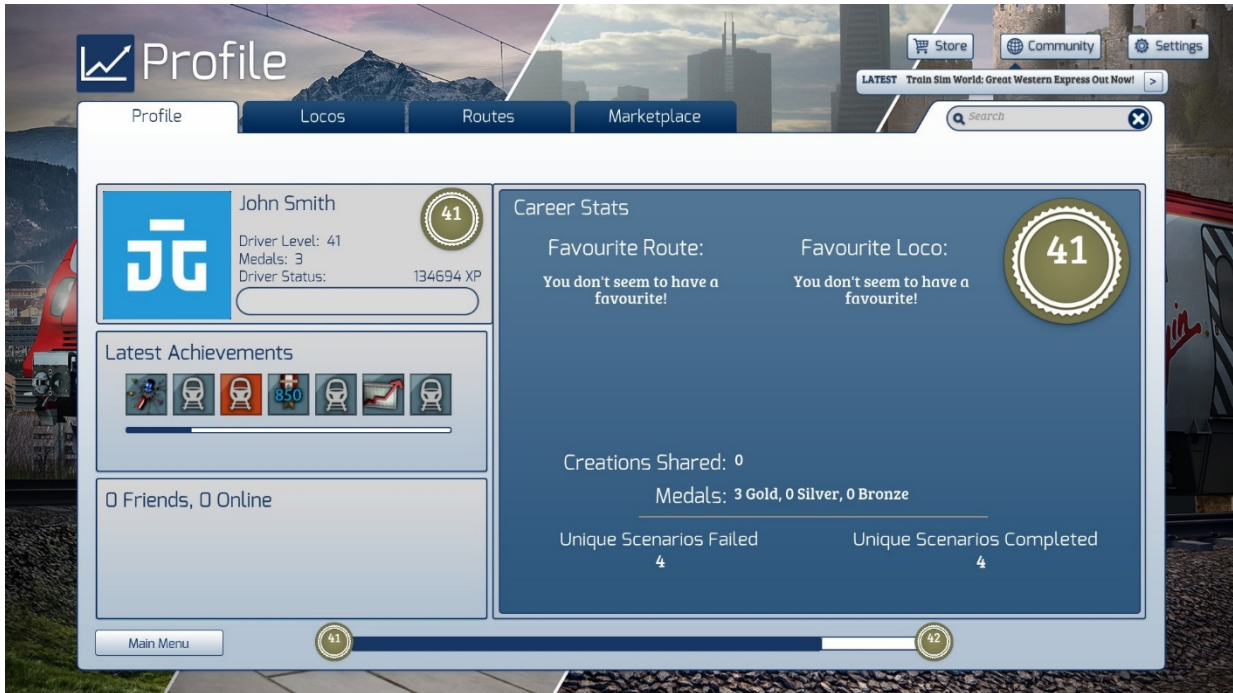 Profile
Store
Community
Settings
LATEST Train Sim World: Great Western Express Out Now! >
Profile
Locos
Routes
Marketplace
Search
John Smith
41
Driver Level: 41
Medals: 3
Driver Status: 134694 XP
Latest Achievements
850
0 Friends, 0 Online
Career Stats
41
Favourite Route:
You don't seem to have a
favourite!
Favourite Loco:
You don't seem to have a
favourite!
Creations Shared: 0
Medals: 3 Gold, 0 Silver, 0 Bronze
Unique Scenarios Failed
4
Unique Scenarios Completed
4
Main Menu
41
42